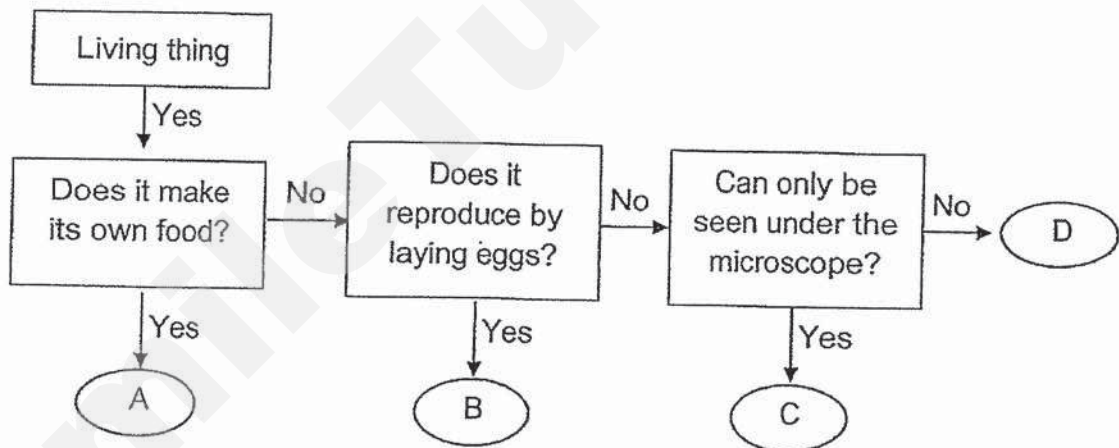 Living thing
Yes
Does it make
its own food?
No
Does it
reproduce by
laying eggs?
No
Can only be
seen under the
microscope?
No
D
Yes
A
Yes
B
Yes
C